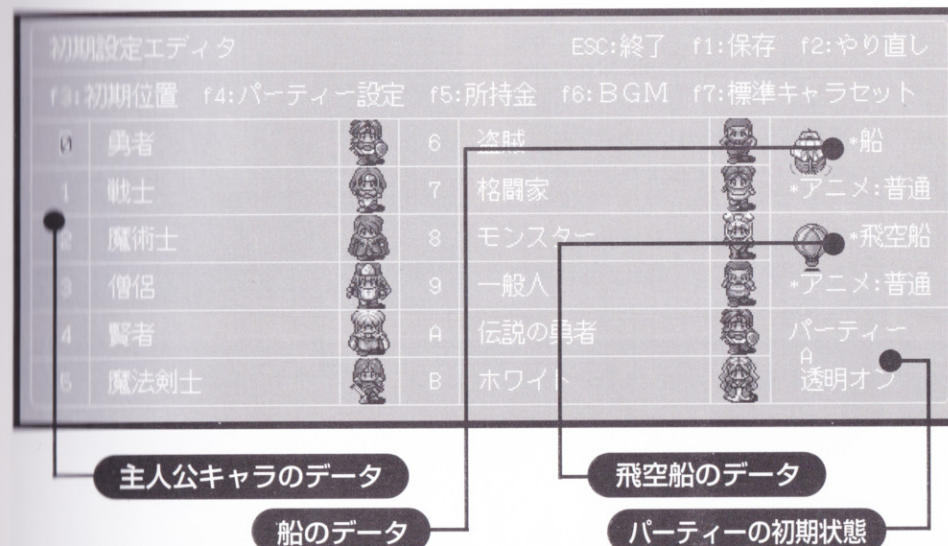 初期設定エディタ ESC:終了 f1:保存 f2:やり直し
f3:初期位置 f4:パーティー設定 f5:所持金 f6:BGM f7:標準キャラセット
0 勇者 6 盗賊 *船
1 戦士 7 格闘家 *アニメ:普通
2 魔術士 8 モンスター *飛空船
3 僧侶 9 一般人 *アニメ:普通
4 賢者 A 伝説の勇者 パーティー
A
5 魔法剣士 B ホワイト 透明オフ
主人公キャラのデータ 飛空船のデータ
船のデータ パーティーの初期状態